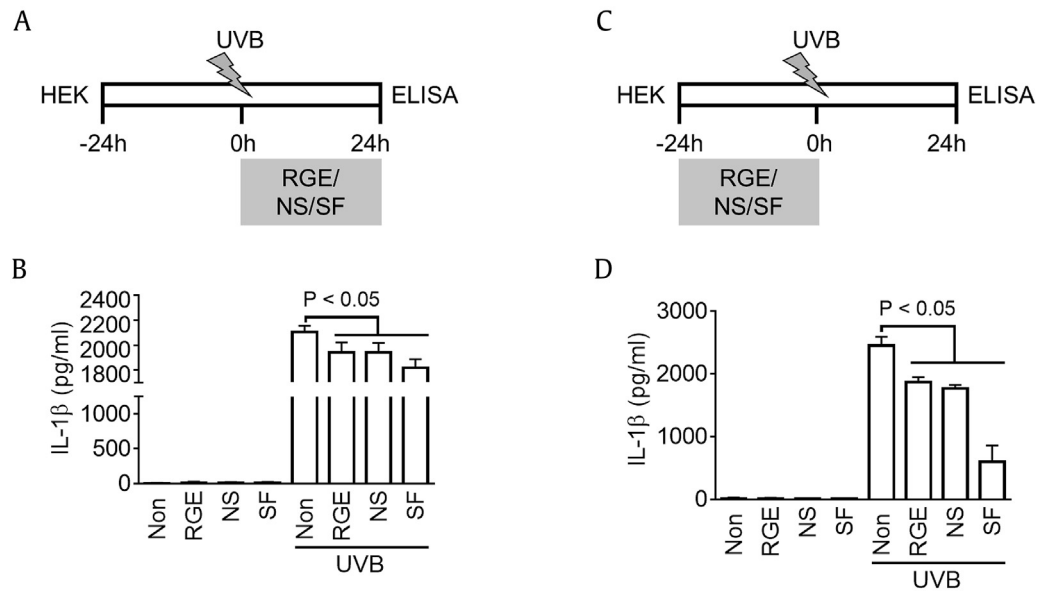 A
UVB
HEK
ELISA
-24h
0h
24h
RGE/
NS/SF
B
IL-1β (pg/ml)
2400
2200
2000
1800
1000
500
0
P < 0.05
Non
RGE
NS
SF
Non
RGE
NS
SF
UVB
C
UVB
HEK
ELISA
-24h
0h
24h
RGE/
NS/SF
D
IL-1β (pg/ml)
3000
2000
1000
0
P < 0.05
Non
RGE
NS
SF
Non
RGE
NS
SF
UVB